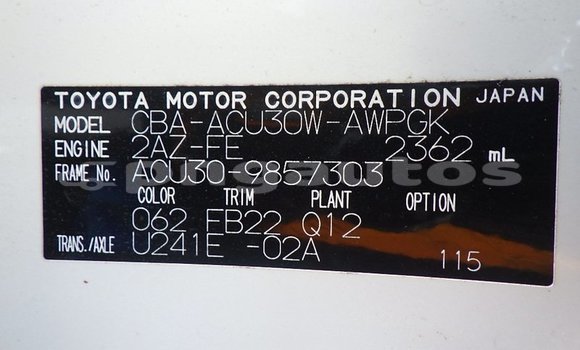 TOYOTA MOTOR CORPORATION JAPAN
MODEL CBA-ACU30W-AWPGK
ENGINE 2AZ-FE 2362 mL
FRAME No. ACU30-9857303
COLOR TRIM PLANT OPTION
062 FB22 Q12
TRANS./AXLE U241E -02A
115
pngautos